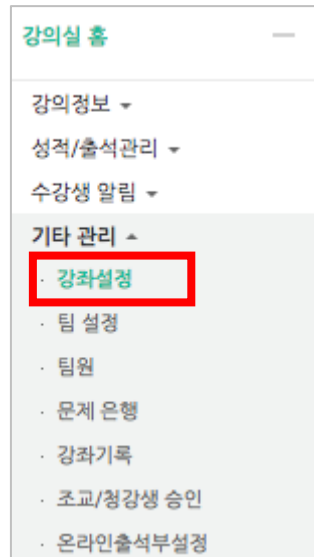 강의실 홈
강의정보
성적/출석관리
수강생 알림
기타 관리
· 강좌설정
· 팀 설정
· 팀원
· 문제 은행
· 강좌기록
· 조교/청강생 승인
· 온라인출석부설정